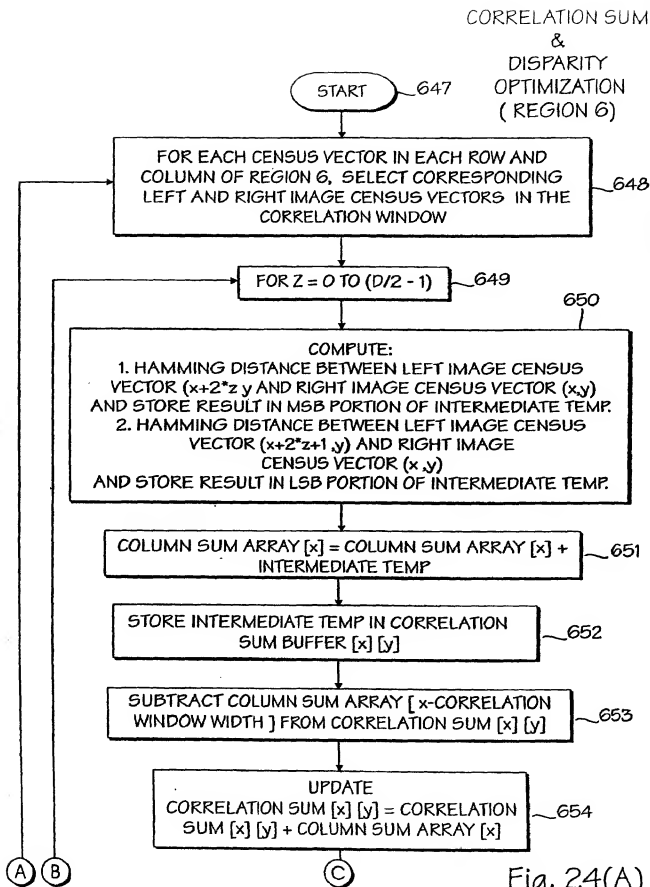 CORRELATION SUM
&
DISPARITY
OPTIMIZATION
( REGION 6)
START
647
FOR EACH CENSUS VECTOR IN EACH ROW AND
COLUMN OF REGION 6, SELECT CORRESPONDING
LEFT AND RIGHT IMAGE CENSUS VECTORS IN THE
CORRELATION WINDOW
648
FOR Z = 0 TO (D/2 - 1)
649
650
COMPUTE:
1. HAMMING DISTANCE BETWEEN LEFT IMAGE CENSUS
VECTOR (x+2*z y AND RIGHT IMAGE CENSUS VECTOR (x,y)
AND STORE RESULT IN MSB PORTION OF INTERMEDIATE TEMP.
2. HAMMING DISTANCE BETWEEN LEFT IMAGE CENSUS
VECTOR (x+2*z+1,y) AND RIGHT IMAGE
CENSUS VECTOR (x ,y)
AND STORE RESULT IN LSB PORTION OF INTERMEDIATE TEMP.
COLUMN SUM ARRAY [x] = COLUMN SUM ARRAY [x] +
INTERMEDIATE TEMP
651
STORE INTERMEDIATE TEMP IN CORRELATION
SUM BUFFER [x] [y]
652
SUBTRACT COLUMN SUM ARRAY [ x-CORRELATION
WINDOW WIDTH ] FROM CORRELATION SUM [x] [y]
653
UPDATE
CORRELATION SUM [x] [y] = CORRELATION
SUM [x] [y] + COLUMN SUM ARRAY [x]
654
A B C
Fig. 24(A)